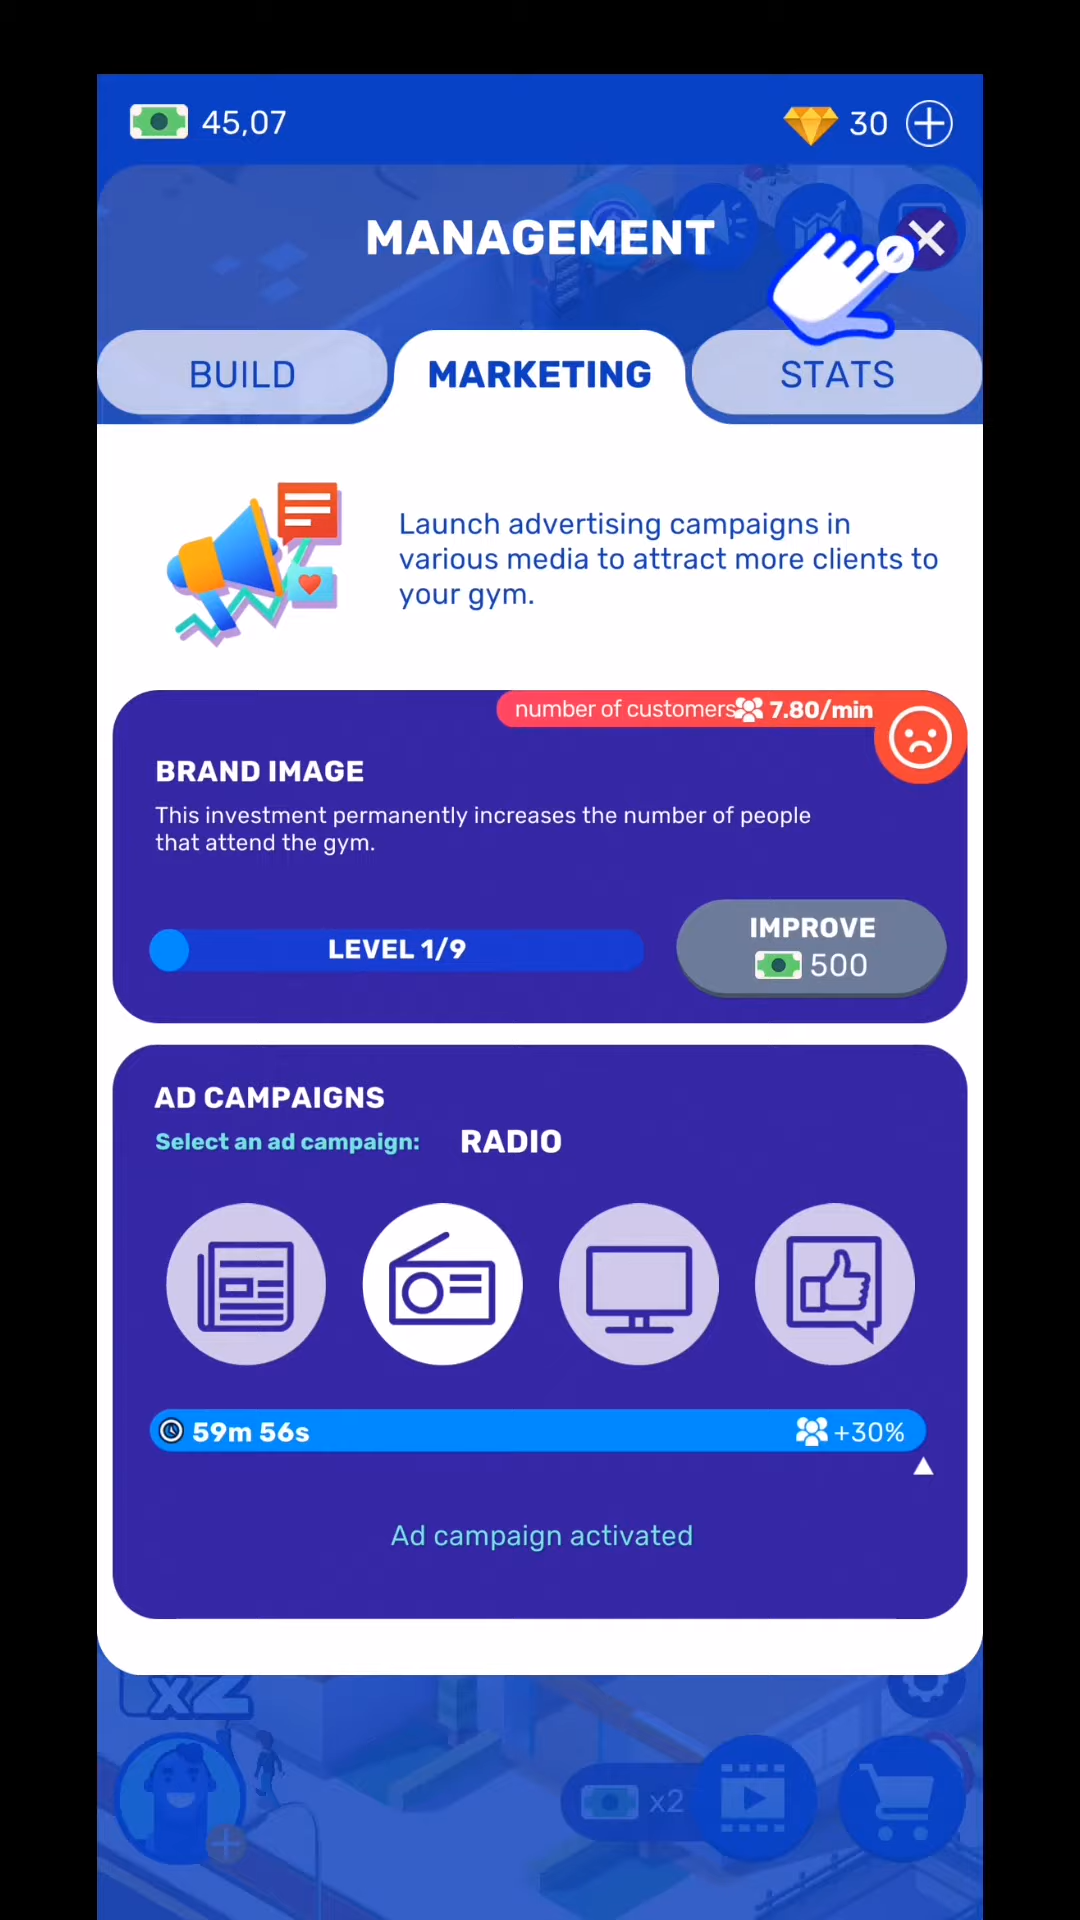 45,07
30
MANAGEMENT
BUILD
MARKETING
STATS
Launch advertising campaigns in
various media to attract more clients to
your gym.
number of customers 7.80/min
BRAND IMAGE
This investment permanently increases the number of people
that attend the gym.
LEVEL 1/9
IMPROVE
500
AD CAMPAIGNS
Select an ad campaign: RADIO
59m 56s
+30%
Ad campaign activated
x2
x2